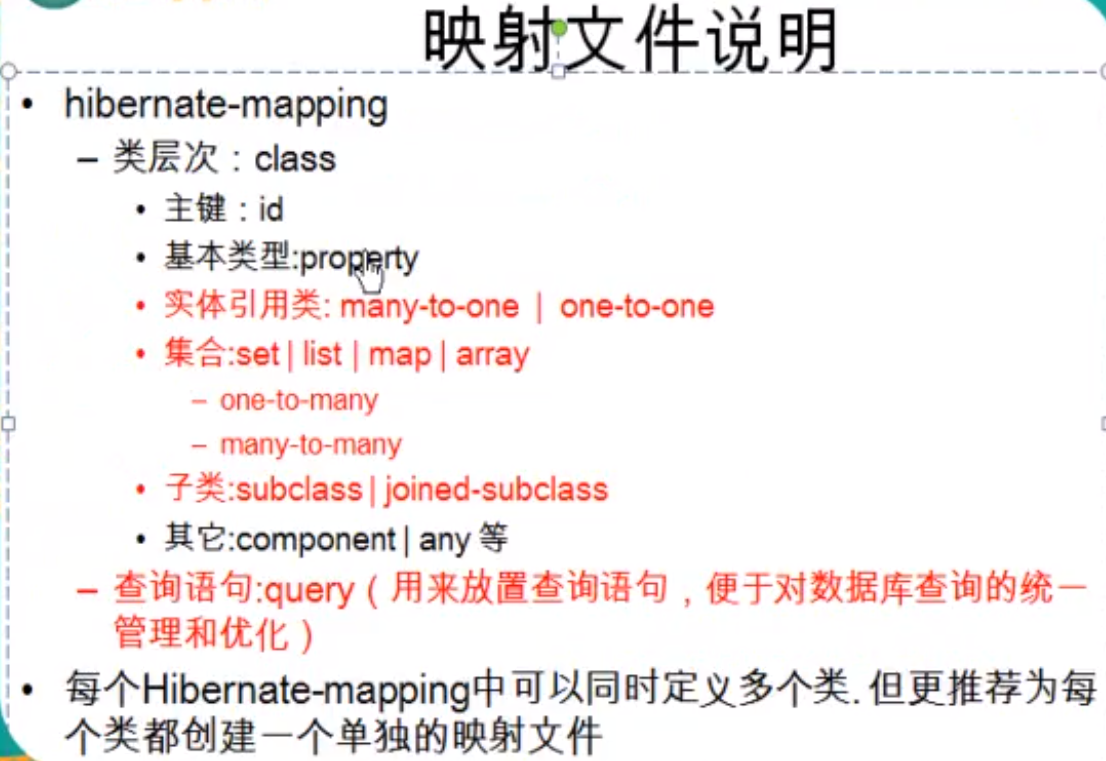 映射文件说明
• hibernate-mapping
– 类层次：class
• 主键：id
• 基本类型:property
• 实体引用类: many-to-one | one-to-one
• 集合:set | list | map | array
– one-to-many
– many-to-many
• 子类:subclass | joined-subclass
• 其它:component | any 等
– 查询语句:query（用来放置查询语句，便于对数据库查询的统一
管理和优化）
• 每个Hibernate-mapping中可以同时定义多个类. 但更推荐为每
个类都创建一个单独的映射文件